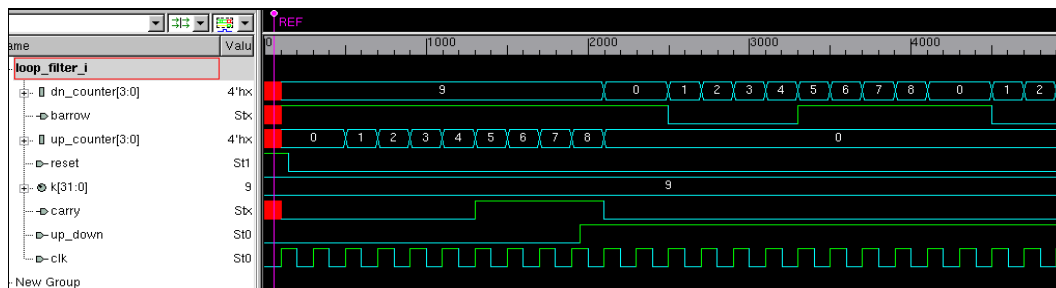 REF
ame Valu 0 1000 2000 3000 4000
loop_filter_i
dn_counter[3:0] 4'hx 9 0 1 2 3 4 5 6 7 8 0 1 2
barrow Stx
up_counter[3:0] 4'hx 0 1 2 3 4 5 6 7 8 0
reset St1
k[31:0] 9 9
carry Stx
up_down St0
clk St0
New Group